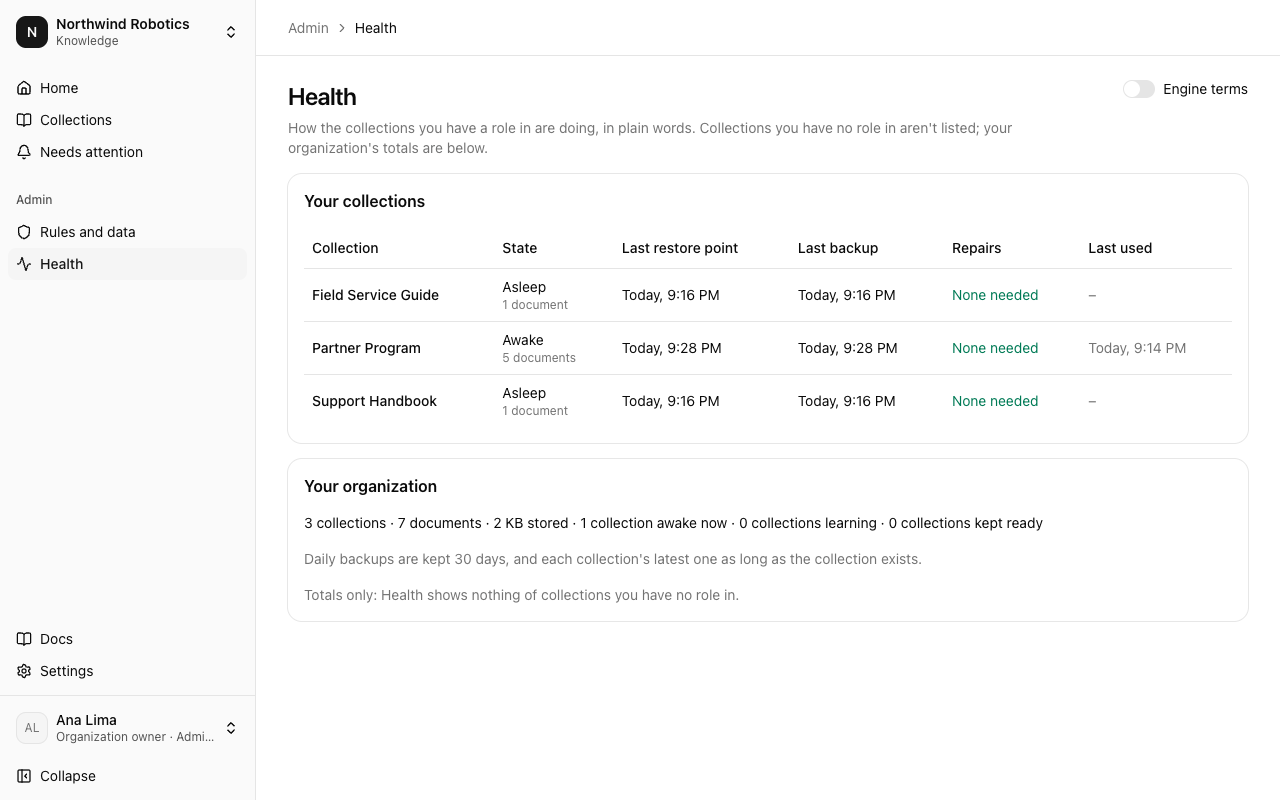 N
Northwind Robotics
Knowledge
Home
Collections
Needs attention
Admin
Rules and data
Health
Docs
Settings
AL
Ana Lima
Organization owner · Admi...
Collapse
Admin > Health
Health
Engine terms
How the collections you have a role in are doing, in plain words. Collections you have no role in aren't listed; your
organization's totals are below.
Your collections
Collection State Last restore point Last backup Repairs Last used
Field Service Guide Asleep Today, 9:16 PM Today, 9:16 PM None needed –
1 document
Partner Program Awake Today, 9:28 PM Today, 9:28 PM None needed Today, 9:14 PM
5 documents
Support Handbook Asleep Today, 9:16 PM Today, 9:16 PM None needed –
1 document
Your organization
3 collections · 7 documents · 2 KB stored · 1 collection awake now · 0 collections learning · 0 collections kept ready
Daily backups are kept 30 days, and each collection's latest one as long as the collection exists.
Totals only: Health shows nothing of collections you have no role in.